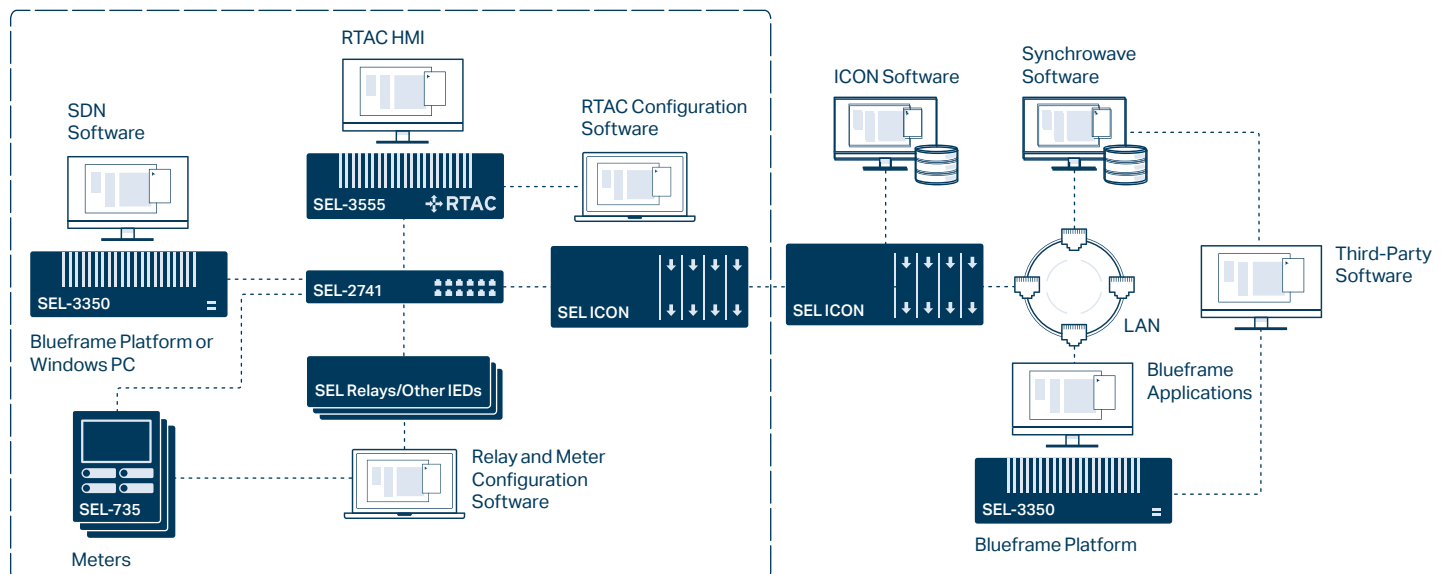 RTAC HMI
SDN
Software
RTAC Configuration
Software
SEL-3555
RTAC
SEL-3350
Blueframe Platform or
Windows PC
SEL-2741
SEL ICON
SEL Relays/Other IEDs
SEL-735
Meters
Relay and Meter
Configuration
Software
ICON Software
Synchrowave
Software
SEL ICON
LAN
Third-Party
Software
Blueframe
Applications
SEL-3350
Blueframe Platform